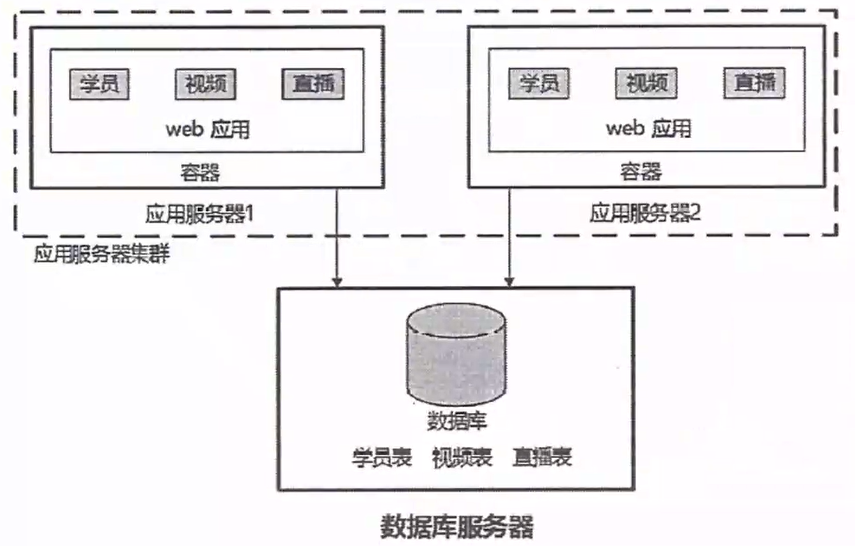 学员 视频 直播
web 应用
容器
应用服务器1
学员 视频 直播
web 应用
容器
应用服务器2
应用服务器集群
数据库
学员表 视频表 直播表
数据库服务器